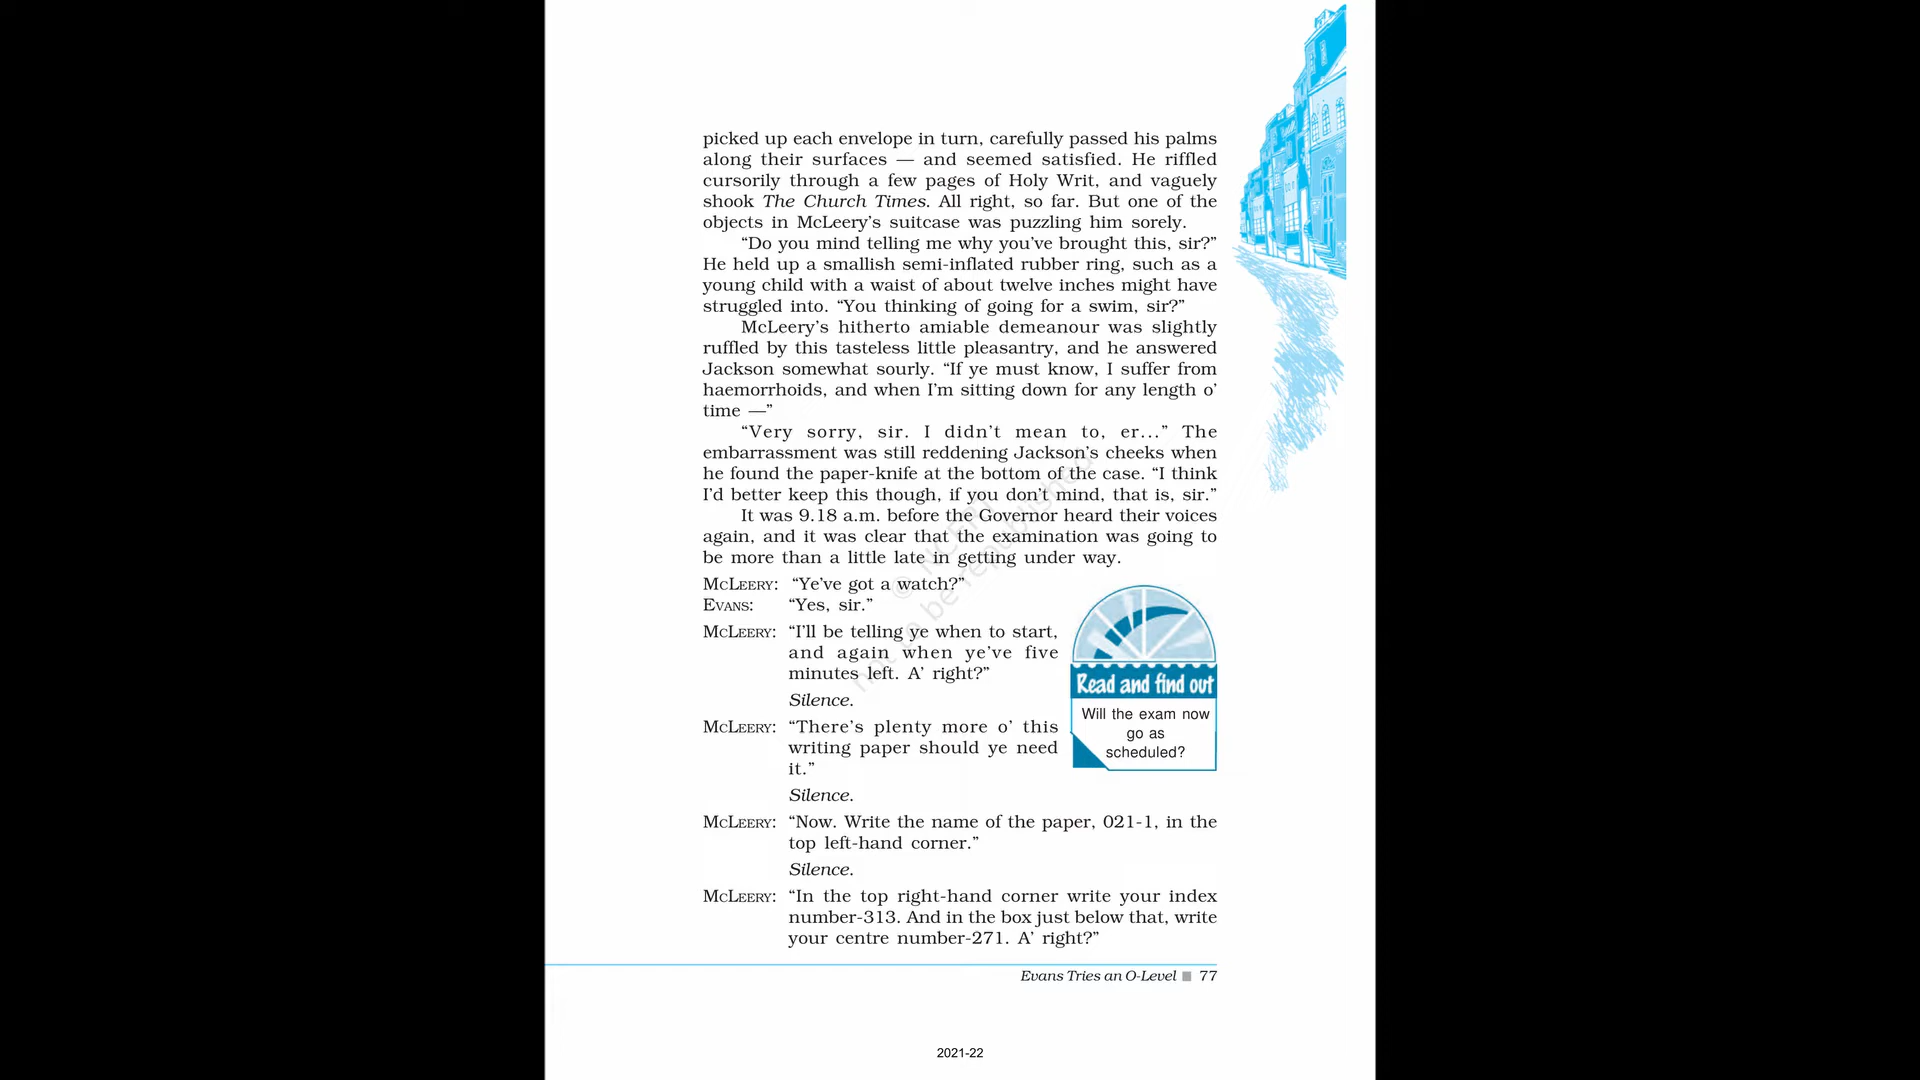 picked up each envelope in turn, carefully passed his palms
along their surfaces — and seemed satisfied. He riffled
cursorily through a few pages of Holy Writ, and vaguely
shook The Church Times. All right, so far. But one of the
objects in McLeery's suitcase was puzzling him sorely.
“Do you mind telling me why you've brought this, sir?”
He held up a smallish semi-inflated rubber ring, such as a
young child with a waist of about twelve inches might have
struggled into. “You thinking of going for a swim, sir?”
McLeery's hitherto amiable demeanour was slightly
ruffled by this tasteless little pleasantry, and he answered
Jackson somewhat sourly. “If ye must know, I suffer from
haemorrhoids, and when I'm sitting down for any length o'
time —”
“Very sorry, sir. I didn't mean to, er...” The
embarrassment was still reddening Jackson's cheeks when
he found the paper-knife at the bottom of the case. “I think
I'd better keep this though, if you don't mind, that is, sir.”
It was 9.18 a.m. before the Governor heard their voices
again, and it was clear that the examination was going to
be more than a little late in getting under way.
McLeery: “Ye've got a watch?”
Evans: “Yes, sir.”
McLeery: “I'll be telling ye when to start,
and again when ye've five
minutes left. A' right?”
Silence.
McLeery: “There's plenty more o' this
writing paper should ye need
it.”
Silence.
Read and find out
Will the exam now
go as
scheduled?
McLeery: “Now. Write the name of the paper, 021-1, in the
top left-hand corner.”
Silence.
McLeery: “In the top right-hand corner write your index
number-313. And in the box just below that, write
your centre number-271. A' right?”
Evans Tries an O-Level ■ 77
2021-22
© NCERT
not to be republished